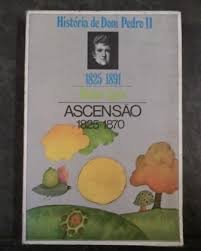 História de Dom Pedro II
1825 1891
ASCENSÃO
1825-1870